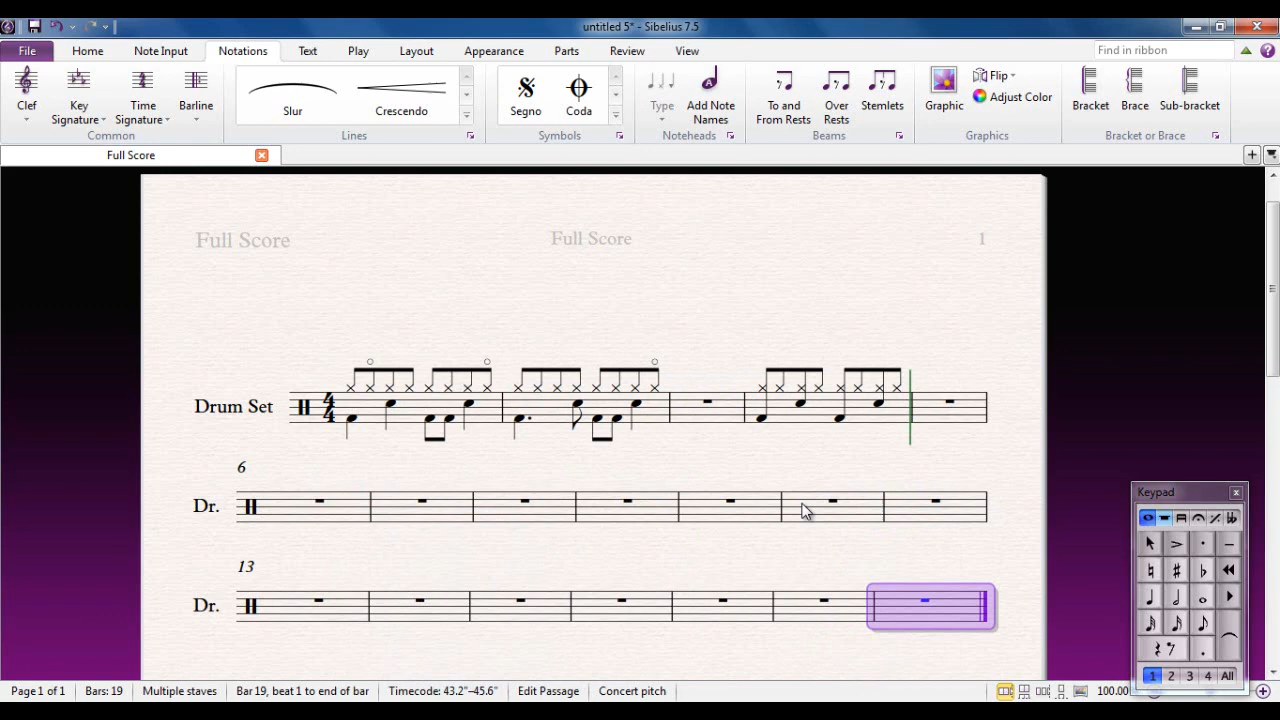 untitled 5* - Sibelius 7.5
File Home Note Input Notations Text Play Layout Appearance Parts Review View Find in ribbon
Clef Key Signature Time Signature Barline
Common
Slur Crescendo
Lines
Segno Coda
Symbols
Type Add Note Names
Noteheads
To and From Rests Over Rests Stemlets
Beams
Graphic Flip Adjust Color
Graphics
Bracket Brace Sub-bracket
Bracket or Brace
Full Score
Full Score Full Score 1
Drum Set 4 4
6
Dr.
13
Dr.
Keypad
1 2 3 4 All
Page 1 of 1 Bars: 19 Multiple staves Bar 19, beat 1 to end of bar Timecode: 43.2"–45.6" Edit Passage Concert pitch